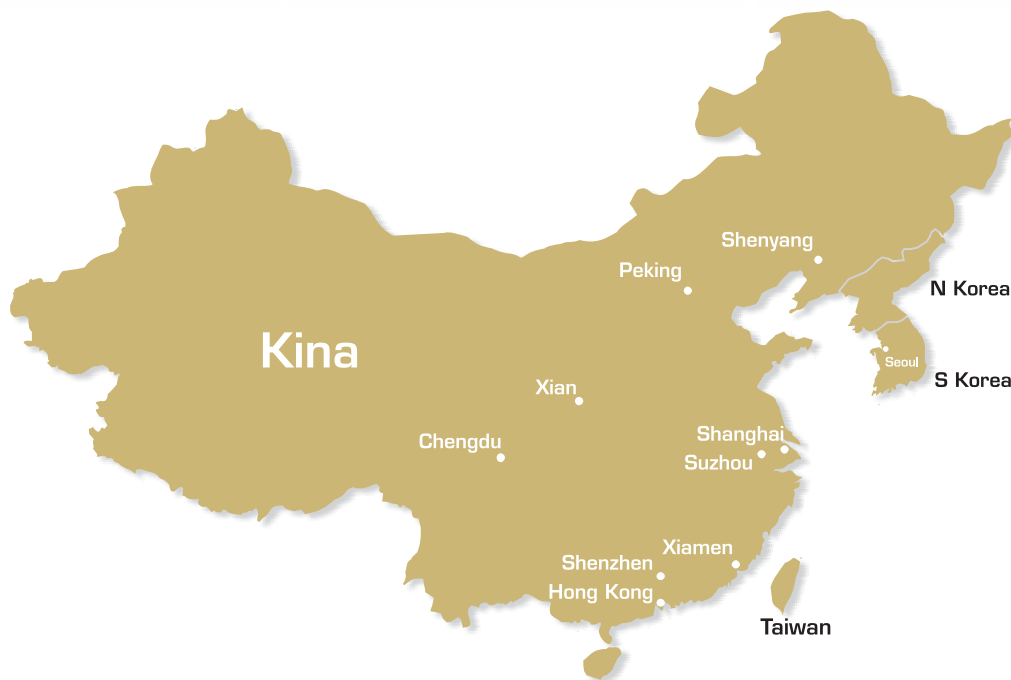 Shenyang
Peking
N Korea
Kina
Seoul
S Korea
Xian
Shanghai
Chengdu
Suzhou
Xiamen
Shenzhen
Hong Kong
Taiwan